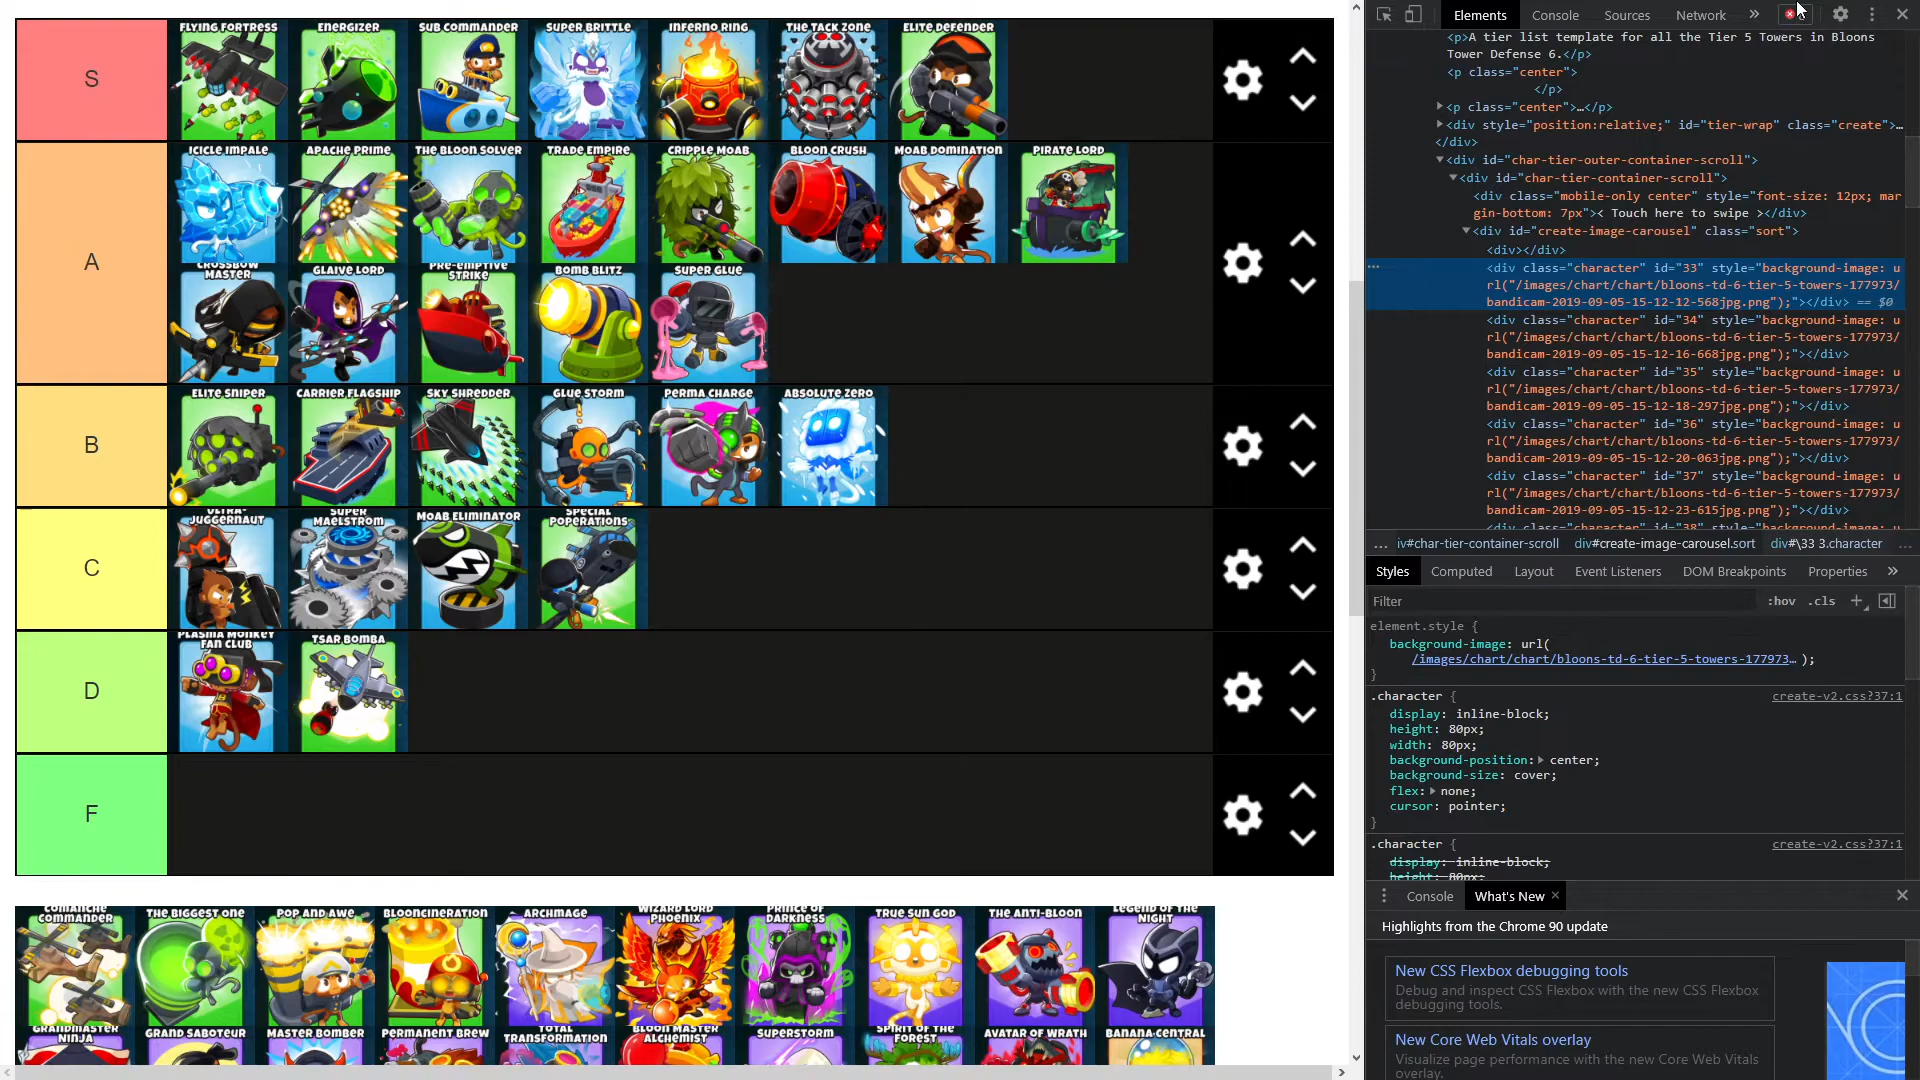 S
FLYING FORTRESS
ENERGIZER
SUB COMMANDER
SUPER BRITTLE
INFERNO RING
THE TACK ZONE
ELITE DEFENDER
A
ICICLE IMPALE
APACHE PRIME
THE BLOON SOLVER
TRADE EMPIRE
CRIPPLE MOAB
BLOON CRUSH
MOAB DOMINATION
PIRATE LORD
CROSSBOW
MASTER
GLAIVE LORD
PRE-EMPTIVE
STRIKE
BOMB BLITZ
SUPER GLUE
B
ELITE SNIPER
CARRIER FLAGSHIP
SKY SHREDDER
GLUE STORM
PERMA CHARGE
ABSOLUTE ZERO
C
ULTRA-
JUGGERNAUT
SUPER
MAELSTROM
MOAB ELIMINATOR
SPECIAL
POPERATIONS
D
PLASMA MONKEY
FAN CLUB
TSAR BOMBA
F
COMANCHE
COMMANDER
THE BIGGEST ONE
POP AND AWE
BLOONCINERATION
ARCHMAGE
WIZARD LORD
PHOENIX
PRINCE OF
DARKNESS
TRUE SUN GOD
THE ANTI-BLOON
LEGEND OF THE
NIGHT
GRANDMASTER
NINJA
GRAND SABOTEUR
MASTER BOMBER
PERMANENT BREW
TOTAL
TRANSFORMATION
BLOON MASTER
ALCHEMIST
SUPERSTORM
SPIRIT OF THE
FOREST
AVATAR OF WRATH
BANANA-CENTRAL
Elements
Console
Sources
Network
»
<p>A tier list template for all the Tier 5 Towers in Bloons
Tower Defense 6.</p>
<p class="center">
</p>
<p class="center">…</p>
<div style="position:relative;" id="tier-wrap" class="create">…
</div>
<div id="char-tier-outer-container-scroll">
<div id="char-tier-container-scroll">
<div class="mobile-only center" style="font-size: 12px; mar
gin-bottom: 7px">< Touch here to swipe ></div>
<div id="create-image-carousel" class="sort">
<div></div>
<div class="character" id="33" style="background-image: u
rl("/images/chart/chart/bloons-td-6-tier-5-towers-177973/
bandicam-2019-09-05-15-12-12-568jpg.png");"></div> == $0
<div class="character" id="34" style="background-image: u
rl("/images/chart/chart/bloons-td-6-tier-5-towers-177973/
bandicam-2019-09-05-15-12-16-668jpg.png");"></div>
<div class="character" id="35" style="background-image: u
rl("/images/chart/chart/bloons-td-6-tier-5-towers-177973/
bandicam-2019-09-05-15-12-18-297jpg.png");"></div>
<div class="character" id="36" style="background-image: u
rl("/images/chart/chart/bloons-td-6-tier-5-towers-177973/
bandicam-2019-09-05-15-12-20-063jpg.png");"></div>
<div class="character" id="37" style="background-image: u
rl("/images/chart/chart/bloons-td-6-tier-5-towers-177973/
bandicam-2019-09-05-15-12-23-615jpg.png");"></div>
<div class="character" id="38" style="background-image: u
... iv#char-tier-container-scroll div#create-image-carousel.sort div#\33 3.character ...
Styles
Computed
Layout
Event Listeners
DOM Breakpoints
Properties
»
Filter
:hov .cls
element.style {
background-image: url(
/images/chart/chart/bloons-td-6-tier-5-towers-177973… );
}
.character {
create-v2.css?37:1
display: inline-block;
height: 80px;
width: 80px;
background-position: center;
background-size: cover;
flex: none;
cursor: pointer;
}
.character {
create-v2.css?37:1
display: inline-block;
height: 80px;
Console
What's New
Highlights from the Chrome 90 update
New CSS Flexbox debugging tools
Debug and inspect CSS Flexbox with the new CSS Flexbox
debugging tools.
New Core Web Vitals overlay
Visualize page performance with the new Core Web Vitals
overlay.